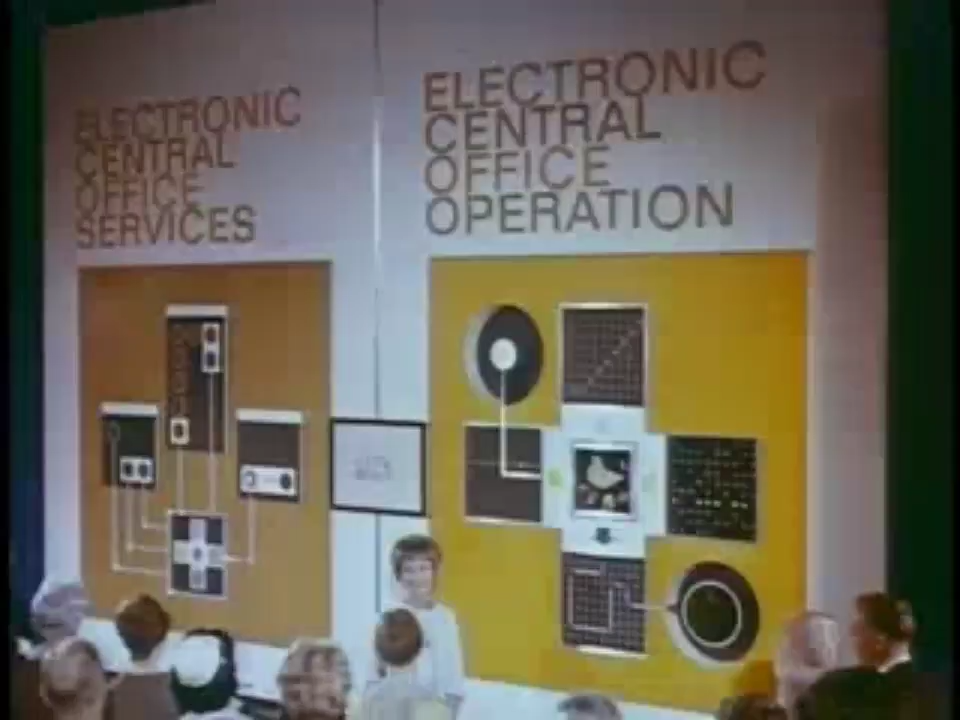 ELECTRONIC
CENTRAL
OFFICE
SERVICES
ELECTRONIC
CENTRAL
OFFICE
OPERATION